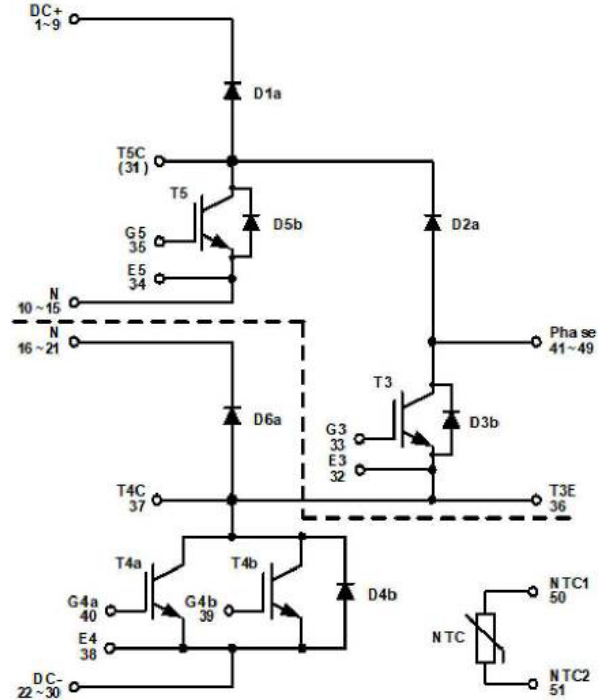 DC+
1~9
D1a
T5C
(31)
T5
D5b
D2a
G5
35
E5
34
N
10~15
N
16~21
Phase
41~49
T3
D3b
G3
33
E3
32
D6a
T4C
37
T3E
36
T4a
T4b
D4b
G4a
40
G4b
39
E4
38
DC-
22~30
NTC
NTC1
50
NTC2
51